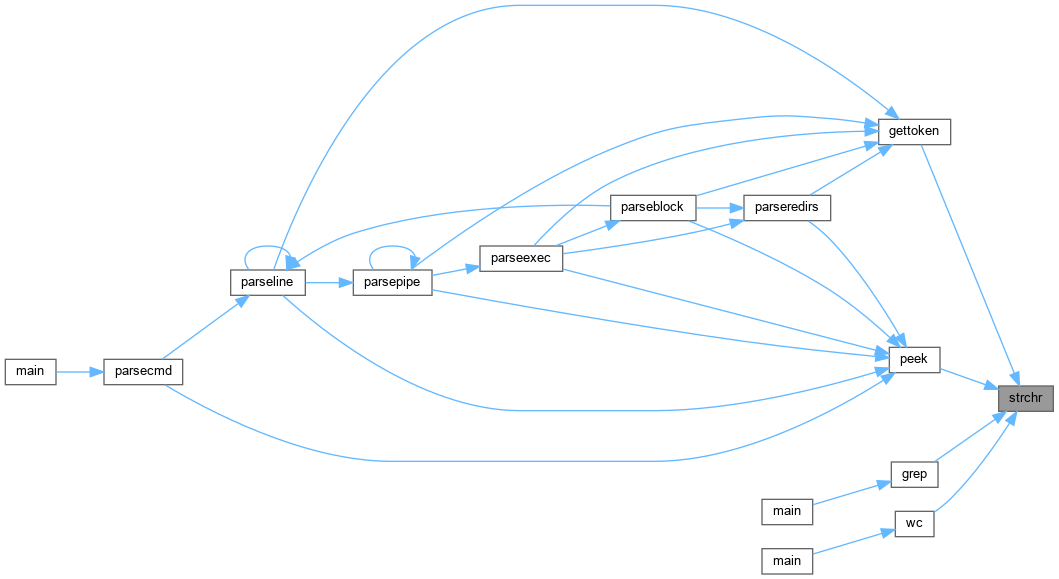 gettoken
parseblock
parseredirs
parseexec
parseline
parsepipe
main
parsecmd
peek
strchr
grep
main
wc
main